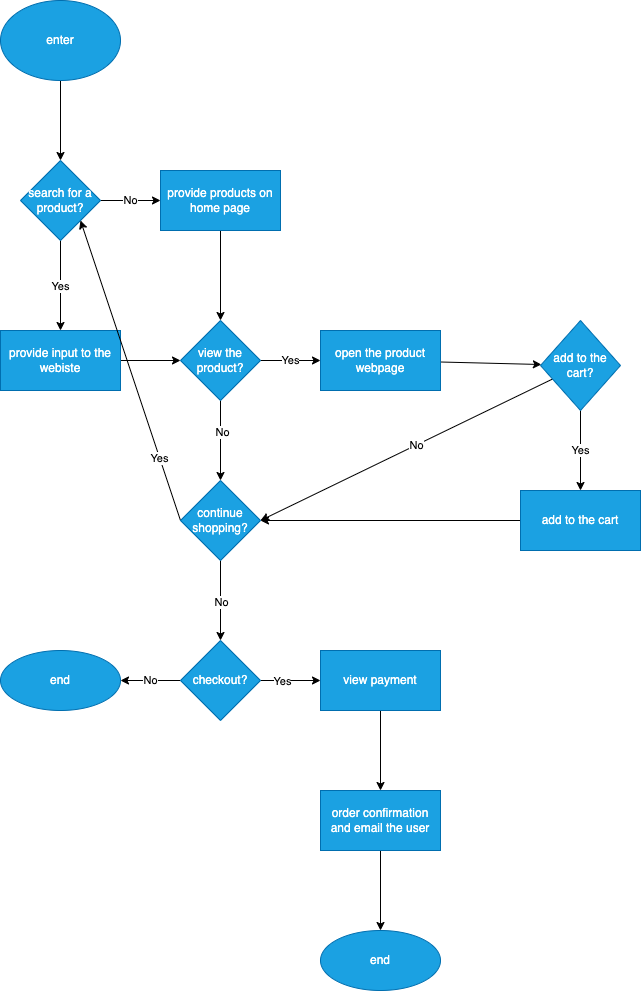 enter
search for a
product?
No
provide products on
home page
Yes
provide input to the
webiste
view the
product?
Yes
open the product
webpage
add to the
cart?
No
No
Yes
Yes
continue
shopping?
add to the cart
No
end
No
checkout?
Yes
view payment
order confirmation
and email the user
end